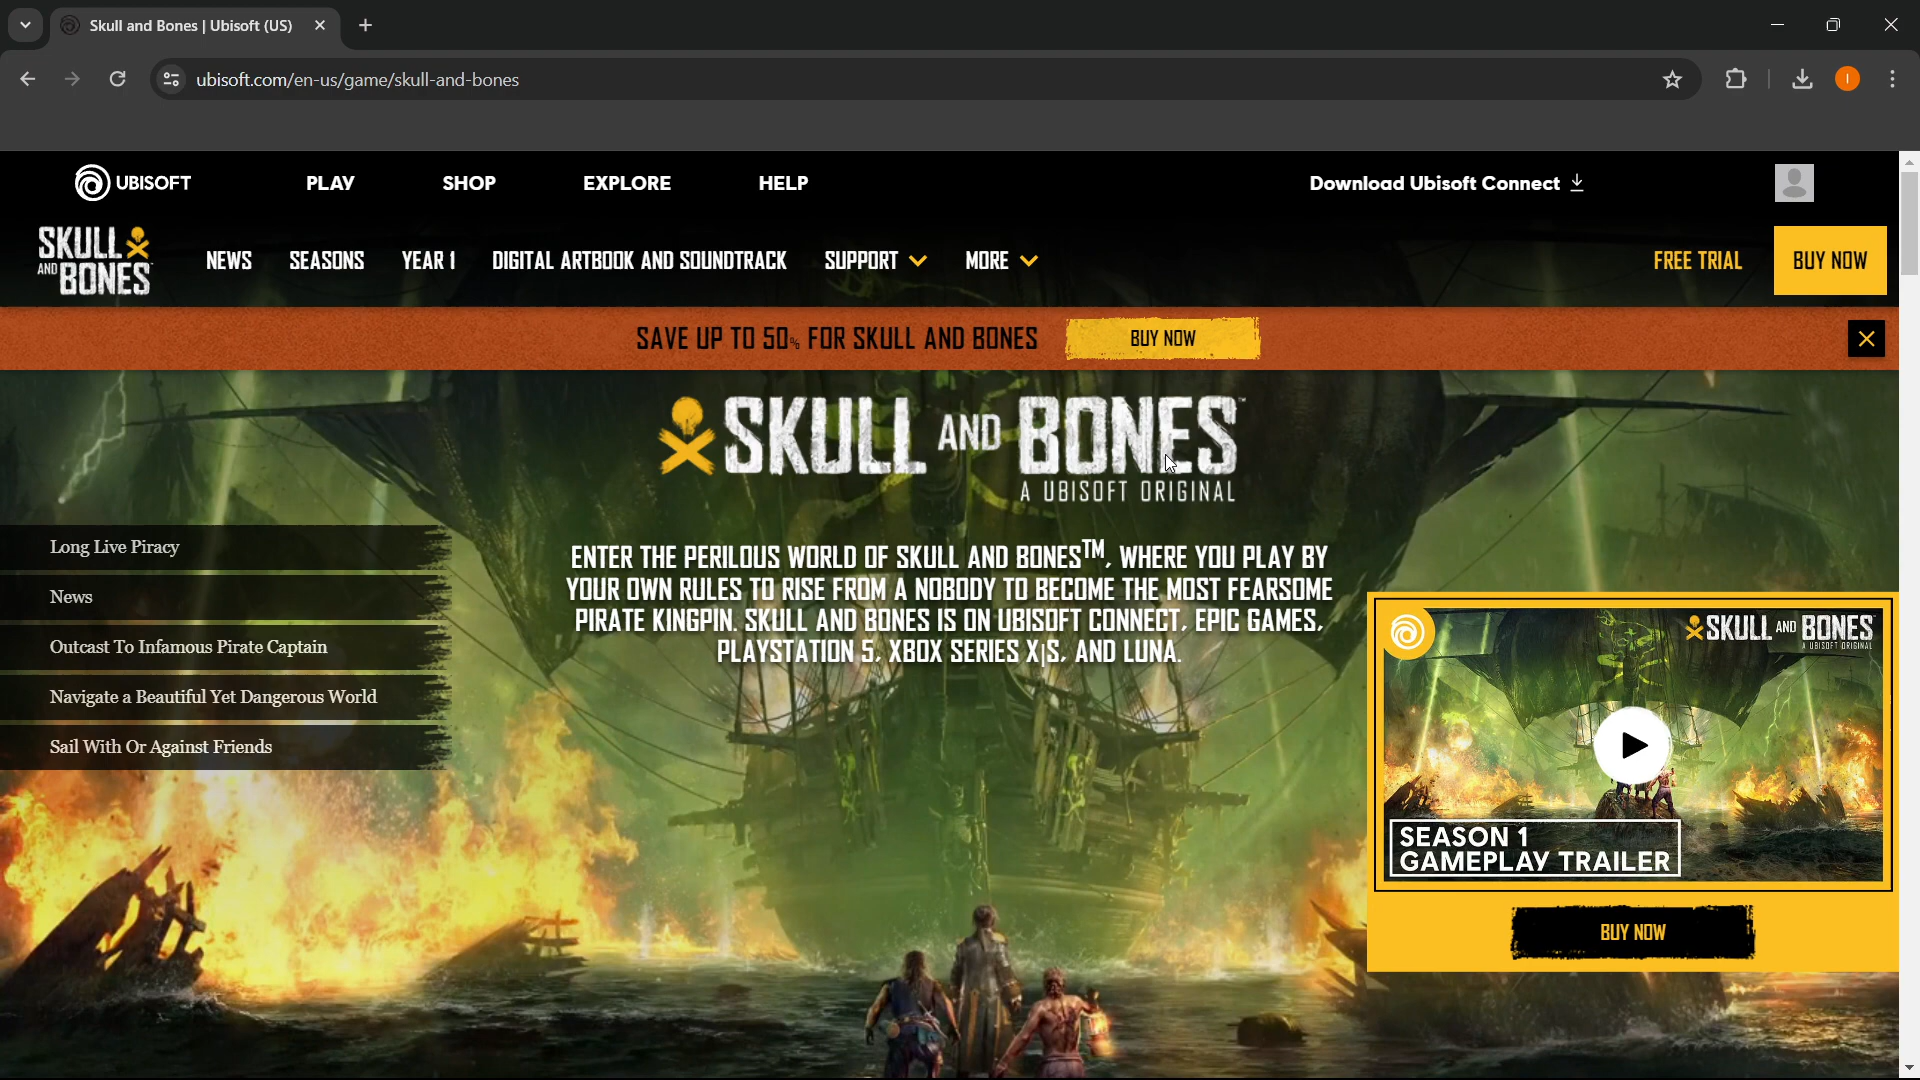 Skull and Bones | Ubisoft (US)
ubisoft.com/en-us/game/skull-and-bones
I
UBISOFT
PLAY
SHOP
EXPLORE
HELP
Download Ubisoft Connect
SKULL
AND BONES
NEWS
SEASONS
YEAR 1
DIGITAL ARTBOOK AND SOUNDTRACK
SUPPORT
MORE
FREE TRIAL
BUY NOW
SAVE UP TO 50% FOR SKULL AND BONES
BUY NOW
SKULL AND BONES™
A UBISOFT ORIGINAL
ENTER THE PERILOUS WORLD OF SKULL AND BONES™, WHERE YOU PLAY BY
YOUR OWN RULES TO RISE FROM A NOBODY TO BECOME THE MOST FEARSOME
PIRATE KINGPIN. SKULL AND BONES IS ON UBISOFT CONNECT, EPIC GAMES,
PLAYSTATION 5, XBOX SERIES X|S, AND LUNA.
Long Live Piracy
News
Outcast To Infamous Pirate Captain
Navigate a Beautiful Yet Dangerous World
Sail With Or Against Friends
SKULL AND BONES
A UBISOFT ORIGINAL
SEASON 1
GAMEPLAY TRAILER
BUY NOW